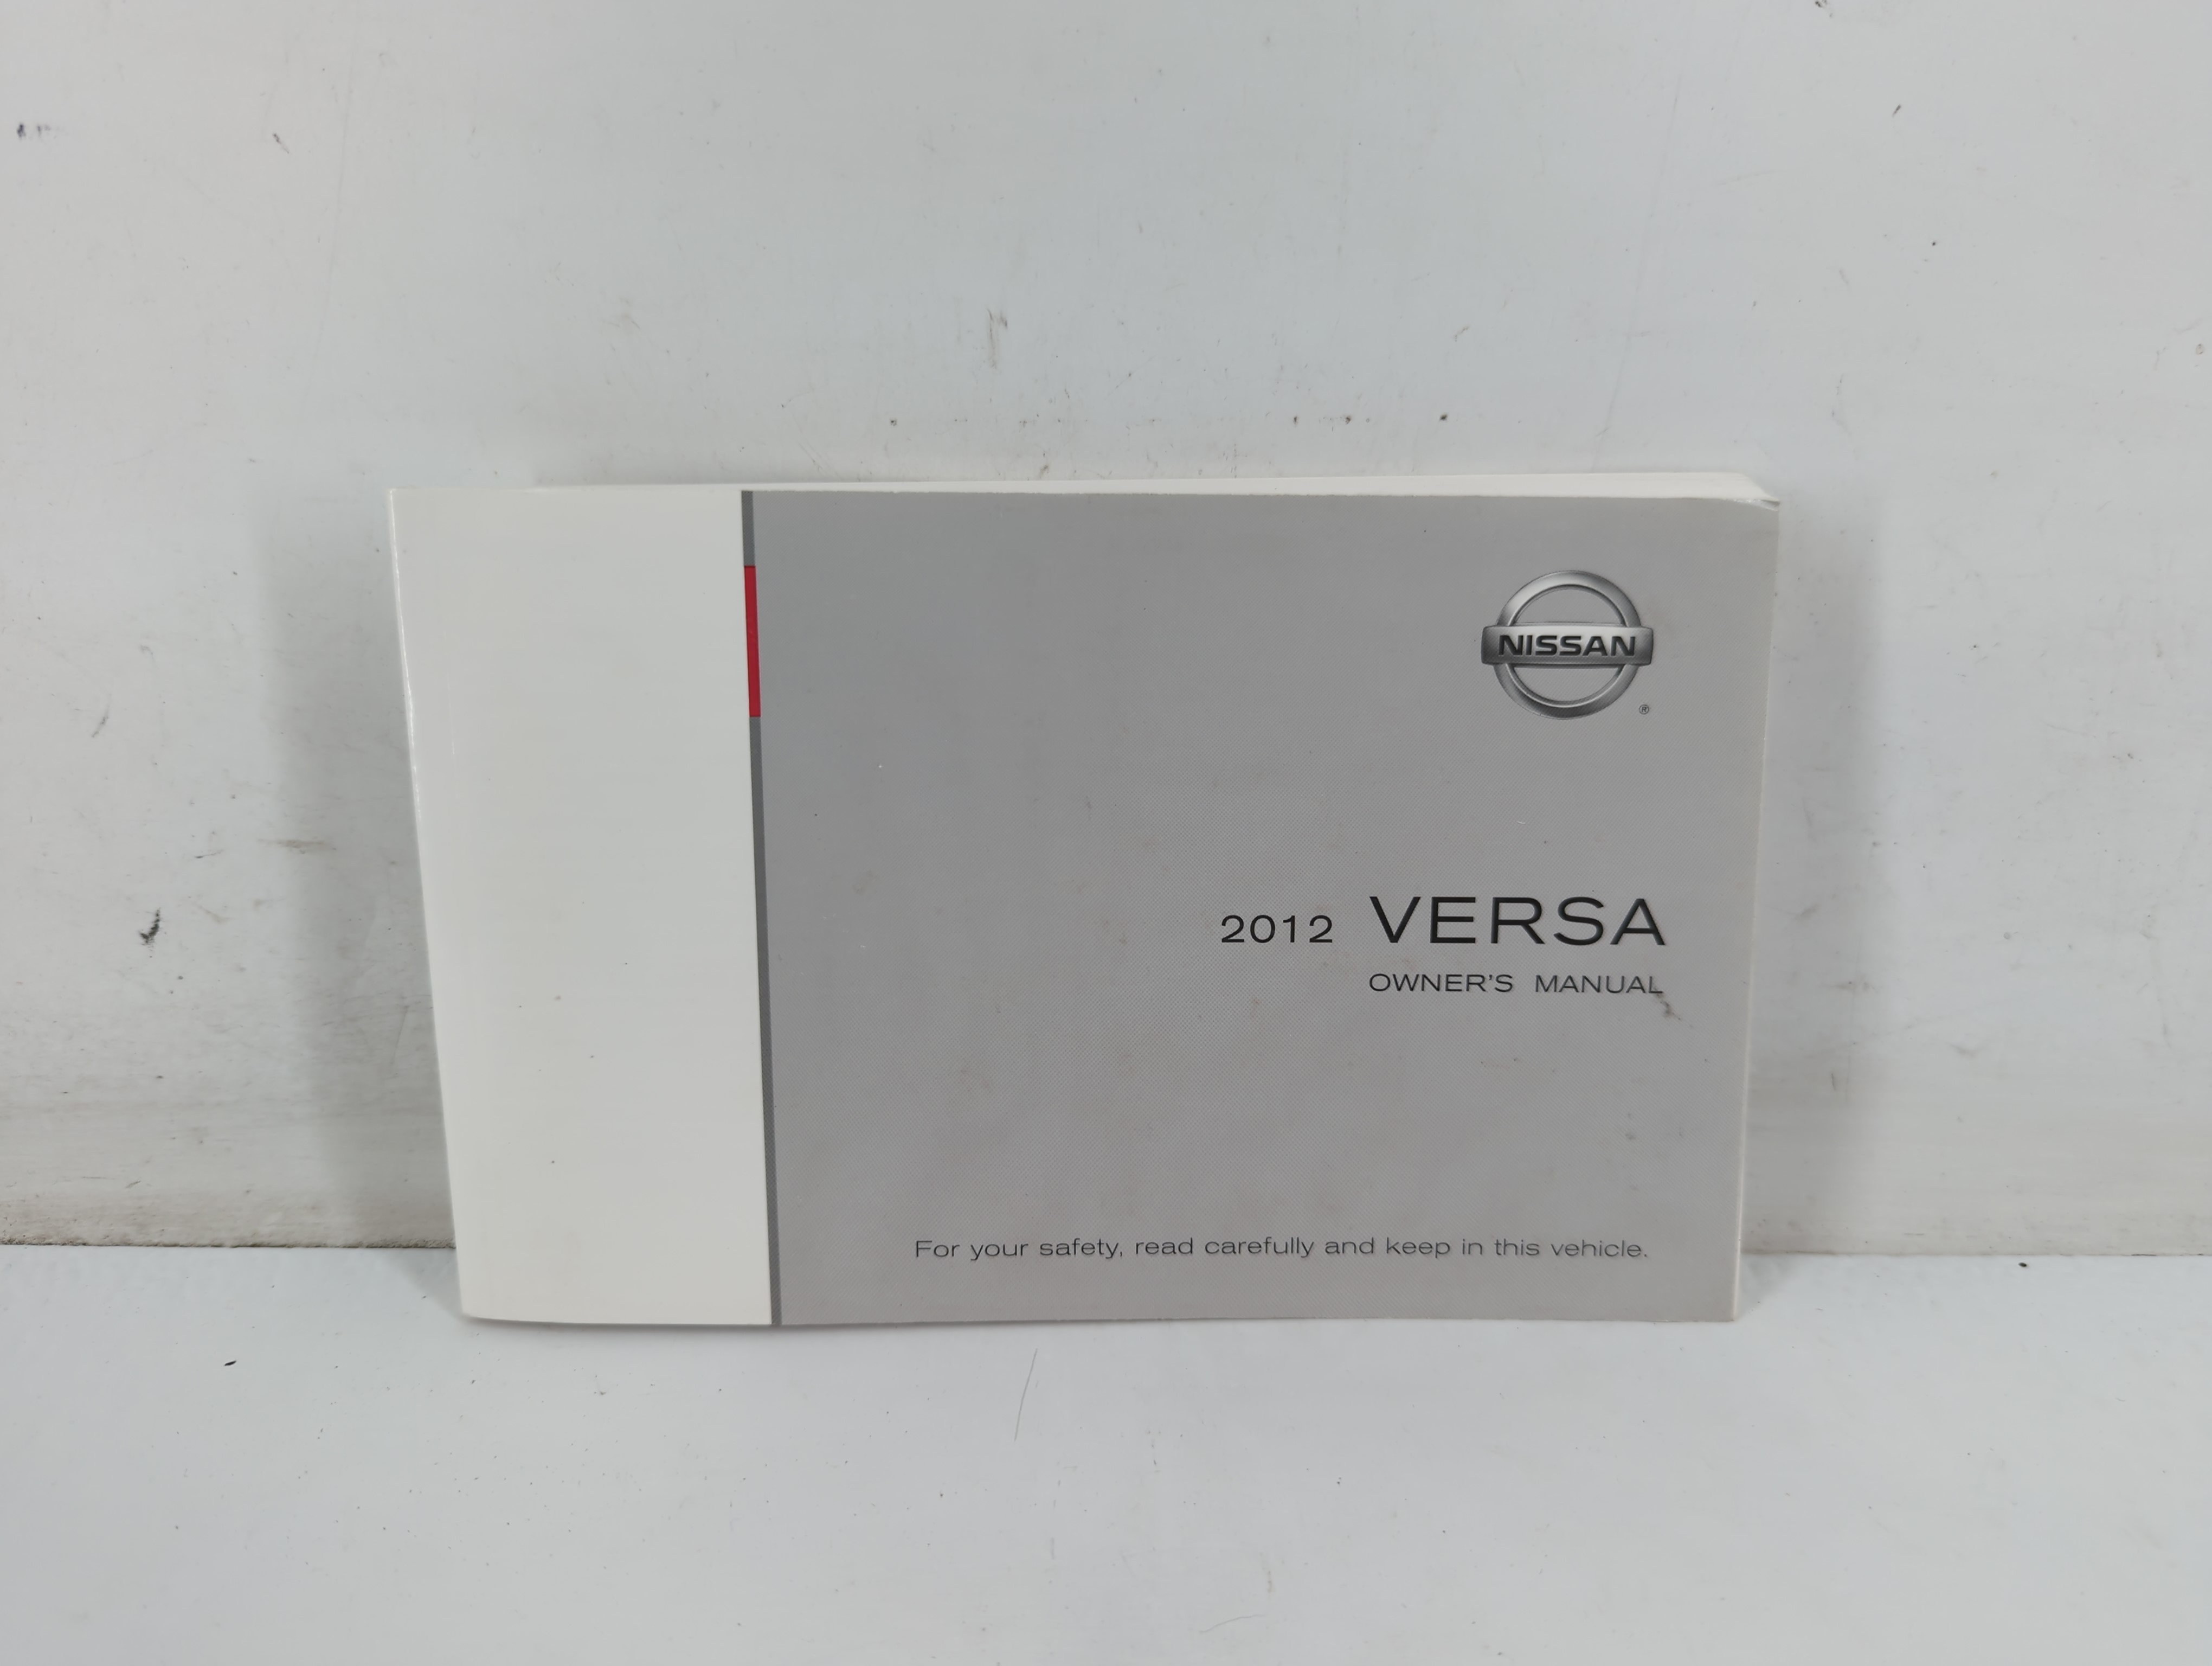 NISSAN
®
2012 VERSA
OWNER'S MANUAL
For your safety, read carefully and keep in this vehicle.